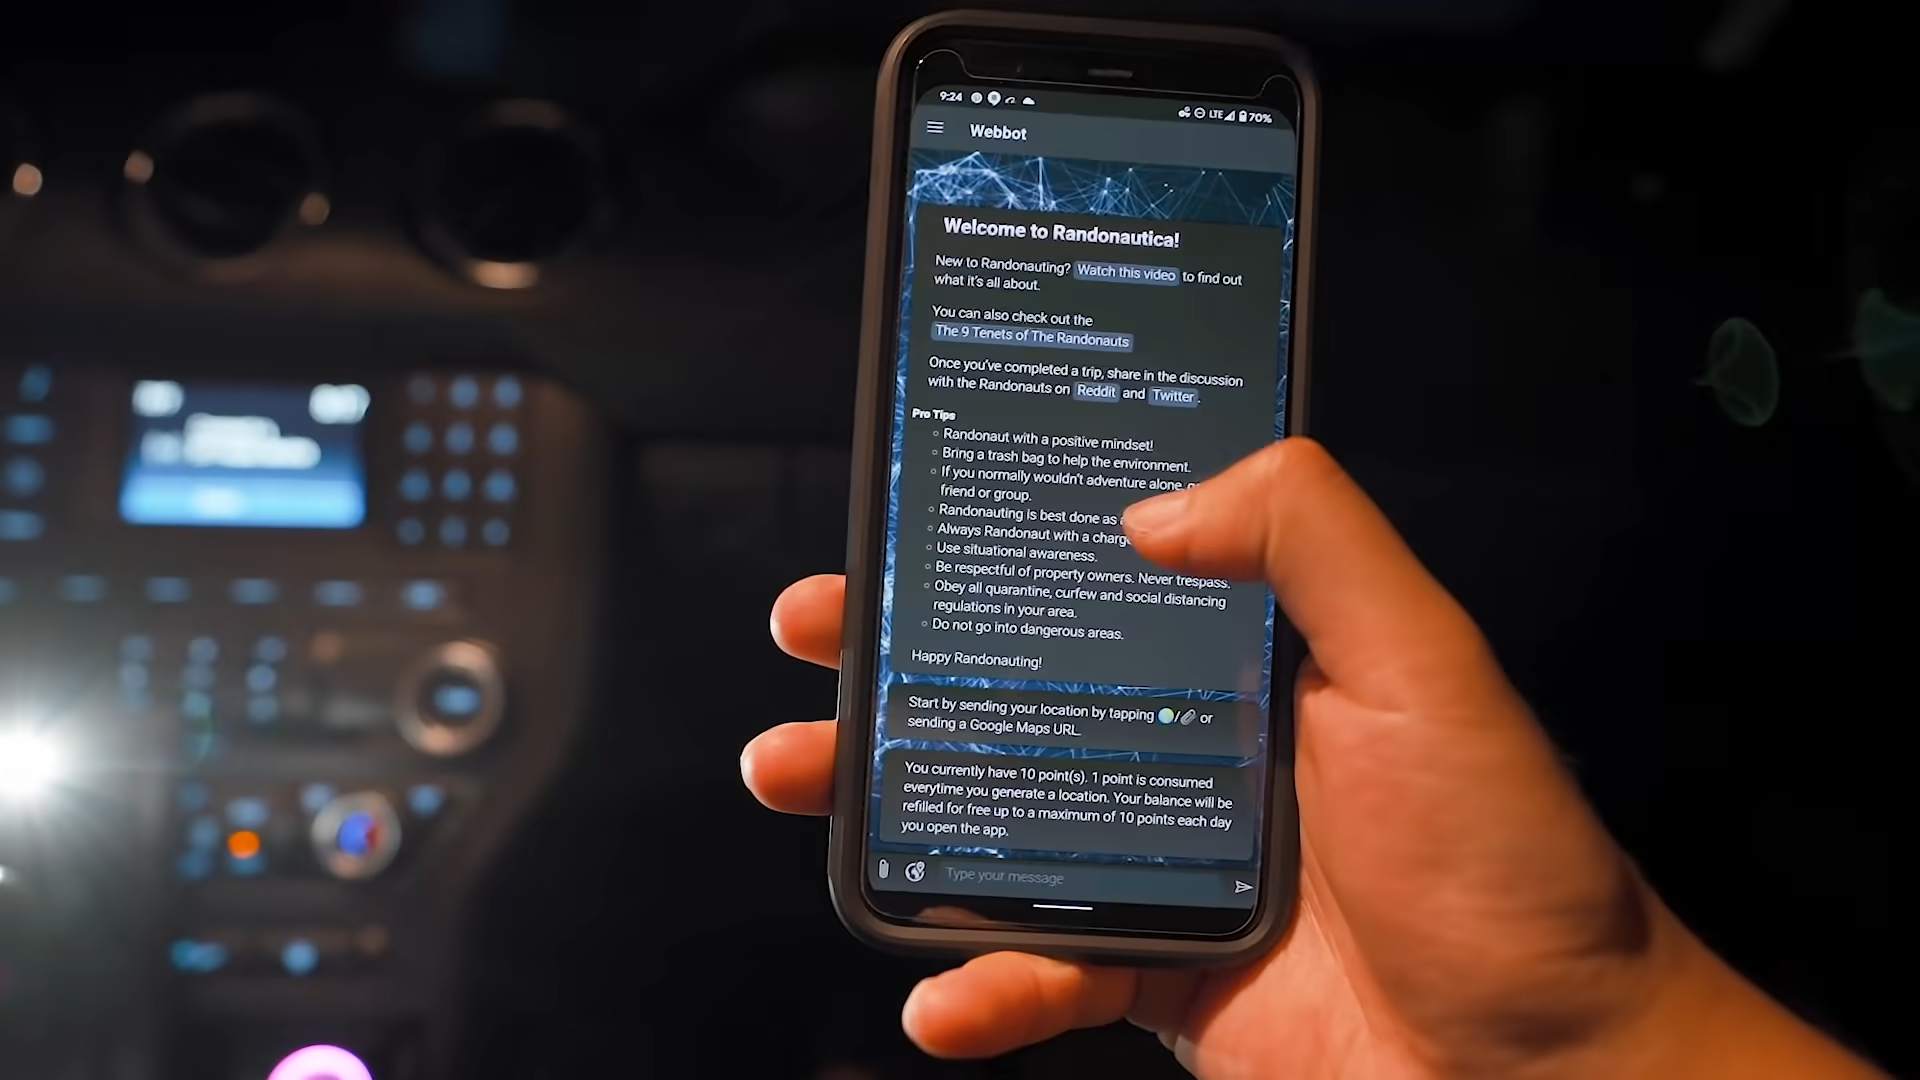 9:24
LTE 70%
Webbot
Welcome to Randonautica!
New to Randonauting? Watch this video to find out
what it's all about.
You can also check out the
The 9 Tenets of The Randonauts
Once you've completed a trip, share in the discussion
with the Randonauts on Reddit and Twitter.
Pro Tips
Randonaut with a positive mindset!
Bring a trash bag to help the environment.
If you normally wouldn't adventure alone,
friend or group.
Randonauting is best done as
Always Randonaut with a
Use situational awareness.
Be respectful of property owners. Never trespass.
Obey all quarantine, curfew and social distancing
regulations in your area.
Do not go into dangerous areas.
Happy Randonauting!
Start by sending your location by tapping / or
sending a Google Maps URL.
You currently have 10 point(s). 1 point is consumed
everytime you generate a location. Your balance will be
refilled for free up to a maximum of 10 points each day
you open the app.
Type your message